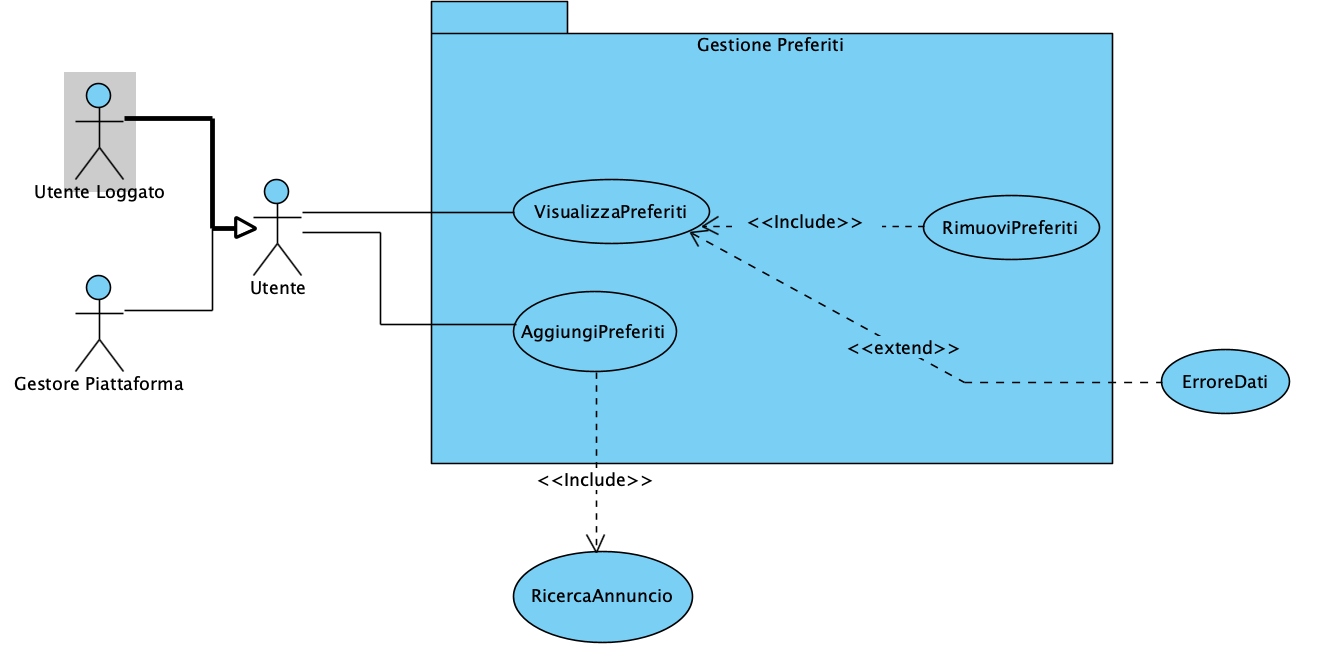 Gestione Preferiti
Utente Loggato
VisualizzaPreferiti
<<Include>>
RimuoviPreferiti
Utente
AggiungiPreferiti
<<extend>>
Gestore Piattaforma
ErroreDati
<<Include>>
RicercaAnnuncio